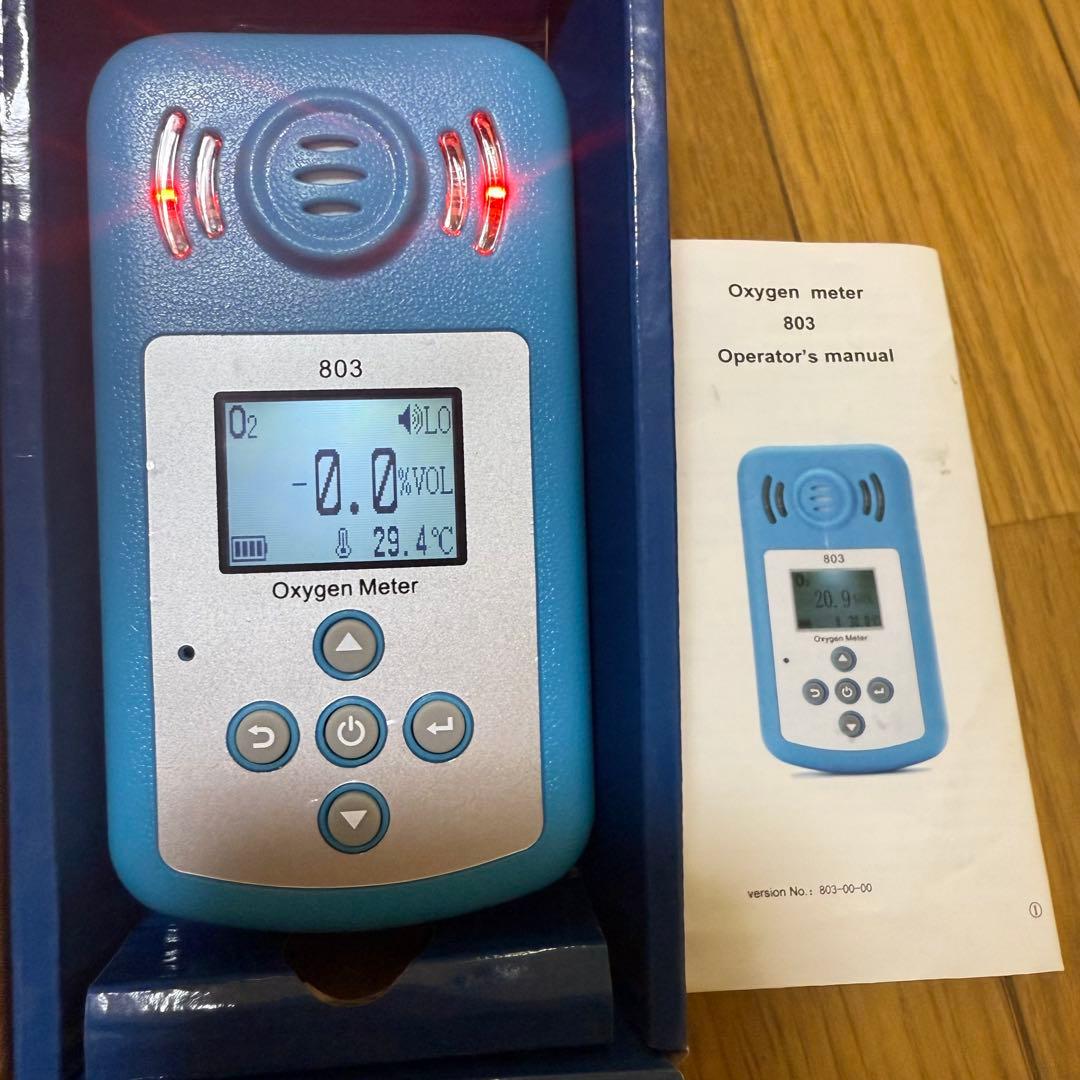 803
O2
LO
-0.0%VOL
29.4℃
Oxygen Meter
Oxygen meter
803
Operator's manual
803
O2
20.9
Oxygen Meter
version No.: 803-00-00
①